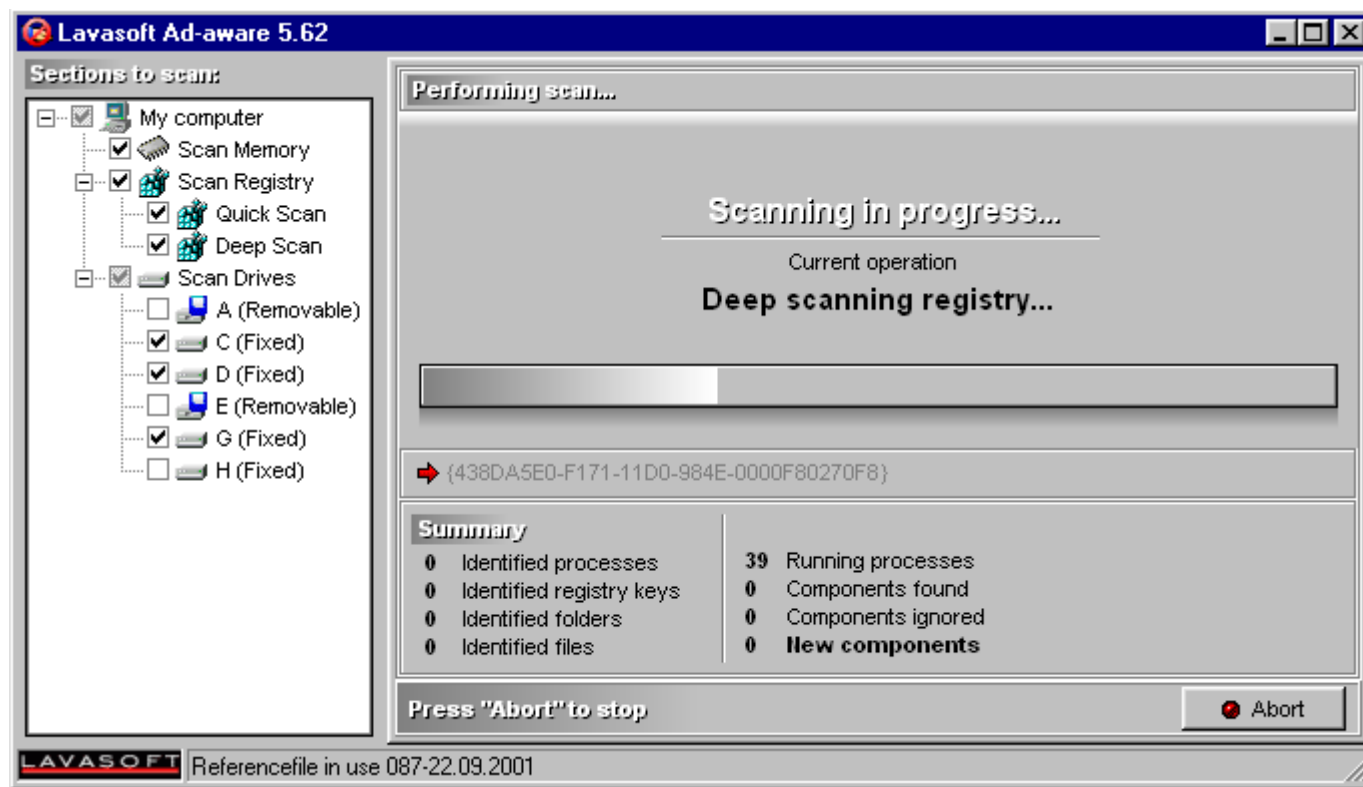 Lavasoft Ad-aware 5.62
Sections to scan:
My computer
Scan Memory
Scan Registry
Quick Scan
Deep Scan
Scan Drives
A (Removable)
C (Fixed)
D (Fixed)
E (Removable)
G (Fixed)
H (Fixed)
Performing scan...
Scanning in progress...
Current operation
Deep scanning registry...
{438DA5E0-F171-11D0-984E-0000F80270F8}
Summary
0 Identified processes
0 Identified registry keys
0 Identified folders
0 Identified files
39 Running processes
0 Components found
0 Components ignored
0 New components
Press "Abort" to stop
Abort
LAVASOFT
Referencefile in use 087-22.09.2001